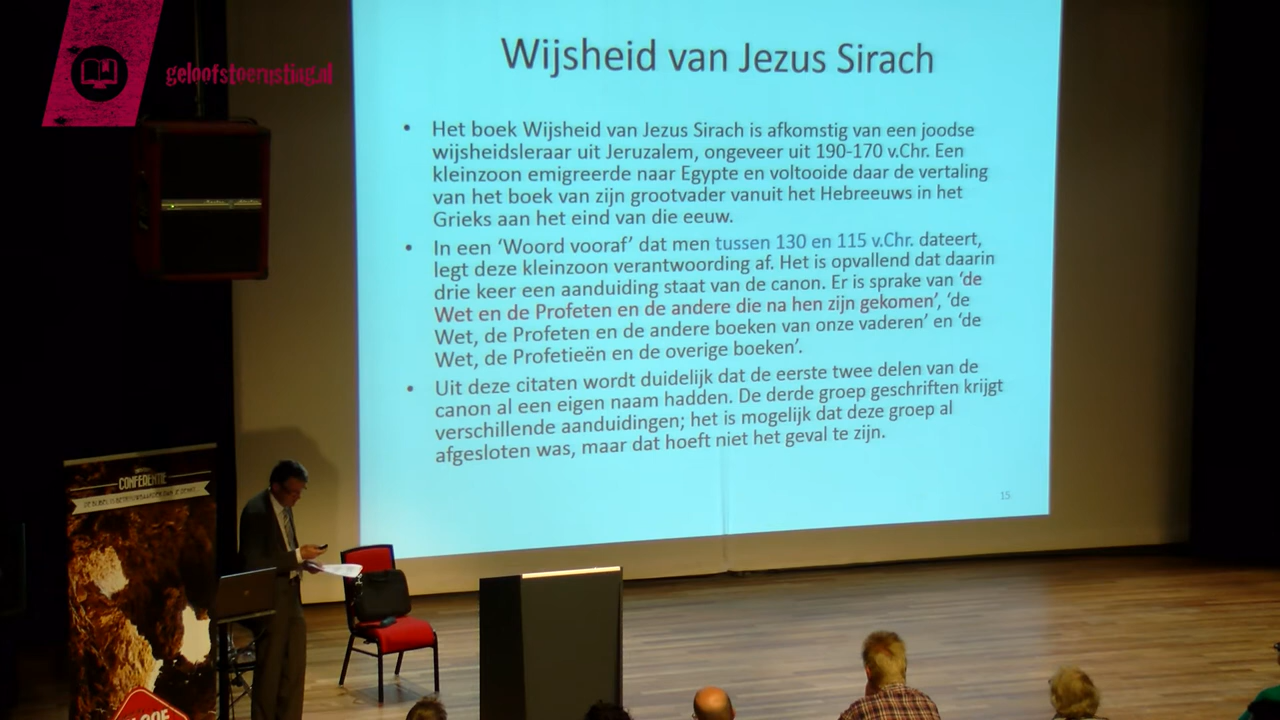 geloofstoerusting.nl
Wijsheid van Jezus Sirach
• Het boek Wijsheid van Jezus Sirach is afkomstig van een joodse
wijsheidsleraar uit Jeruzalem, ongeveer uit 190-170 v.Chr. Een
kleinzoon emigreerde naar Egypte en voltooide daar de vertaling
van het boek van zijn grootvader vanuit het Hebreeuws in het
Grieks aan het eind van die eeuw.
• In een ‘Woord vooraf’ dat men tussen 130 en 115 v.Chr. dateert,
legt deze kleinzoon verantwoording af. Het is opvallend dat daarin
drie keer een aanduiding staat van de canon. Er is sprake van ‘de
Wet en de Profeten en de andere die na hen zijn gekomen’, ‘de
Wet, de Profeten en de andere boeken van onze vaderen’ en ‘de
Wet, de Profetieën en de overige boeken’.
• Uit deze citaten wordt duidelijk dat de eerste twee delen van de
canon al een eigen naam hadden. De derde groep geschriften krijgt
verschillende aanduidingen; het is mogelijk dat deze groep al
afgesloten was, maar dat hoeft niet het geval te zijn.
15
CONFERENTIE